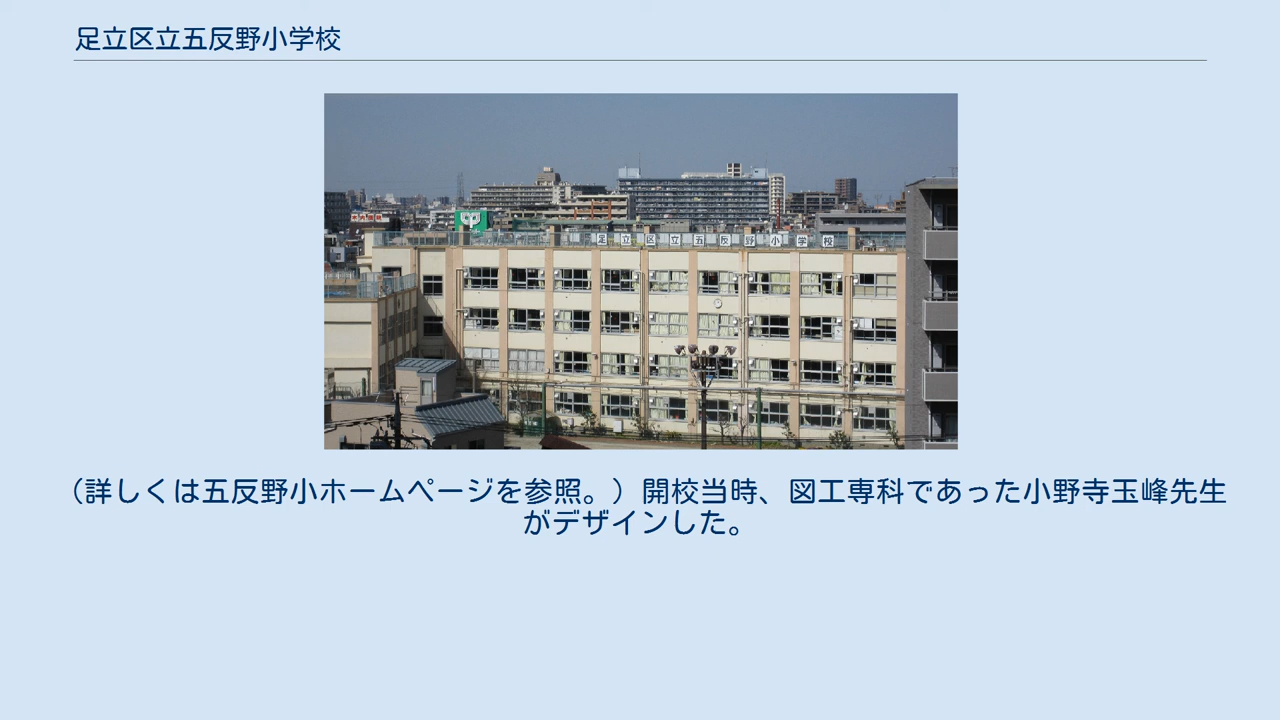 足立区立五反野小学校
足立区立五反野小学校
（詳しくは五反野小ホームページを参照。）開校当時、図工専科であった小野寺玉峰先生
がデザインした。